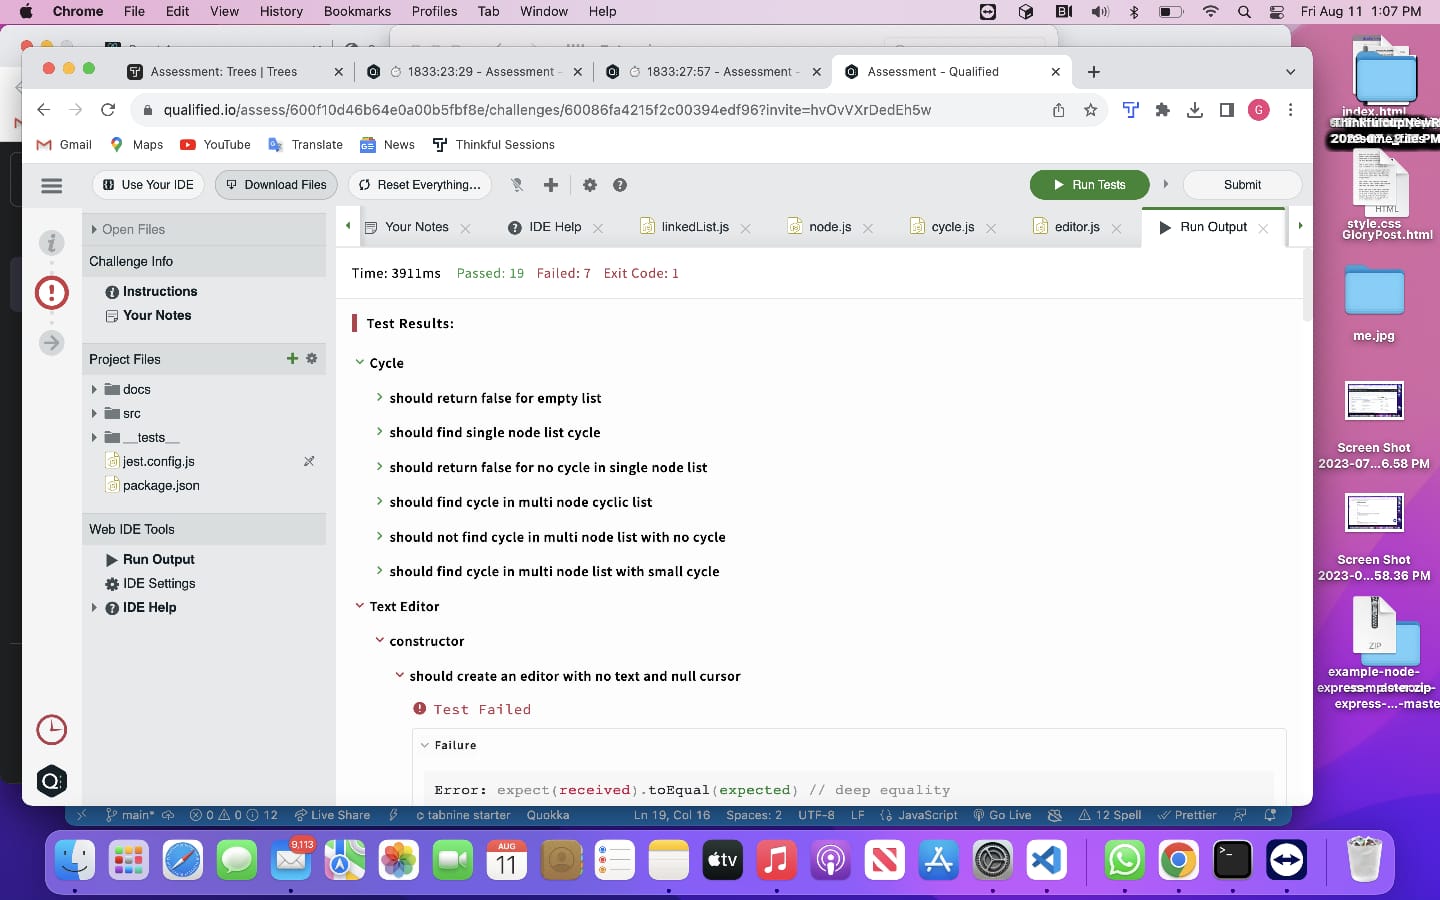 Chrome File Edit View History Bookmarks Profiles Tab Window Help Fri Aug 11 1:07 PM
Assessment: Trees | Trees
1833:23:29 - Assessment -
1833:27:57 - Assessment -
Assessment - Qualified
qualified.io/assess/600f10d46b64e0a00b5fbf8e/challenges/60086fa4215f2c00394edf96?invite=hvOvVXrDedEh5w
G
Gmail Maps YouTube Translate News Thinkful Sessions
Use Your IDE Download Files Reset Everything... Run Tests Submit
Open Files
Challenge Info
Instructions
Your Notes
Project Files
docs
src
__tests__
jest.config.js
package.json
Web IDE Tools
Run Output
IDE Settings
IDE Help
Your Notes IDE Help linkedList.js node.js cycle.js editor.js Run Output
Time: 3911ms Passed: 19 Failed: 7 Exit Code: 1
Test Results:
Cycle
should return false for empty list
should find single node list cycle
should return false for no cycle in single node list
should find cycle in multi node cyclic list
should not find cycle in multi node list with no cycle
should find cycle in multi node list with small cycle
Text Editor
constructor
should create an editor with no text and null cursor
Test Failed
Failure
Error: expect(received).toEqual(expected) // deep equality
main* 0 0 12 Live Share tabnine starter Quokka Ln 19, Col 16 Spaces: 2 UTF-8 LF JavaScript Go Live 12 Spell Prettier
index.html
HTML
style.css
GloryPost.html
me.jpg
Screen Shot
2023-07...6.58 PM
Screen Shot
2023-0...58.36 PM
ZIP
example-node-
express-...-maste
9,113
AUG
11
tv